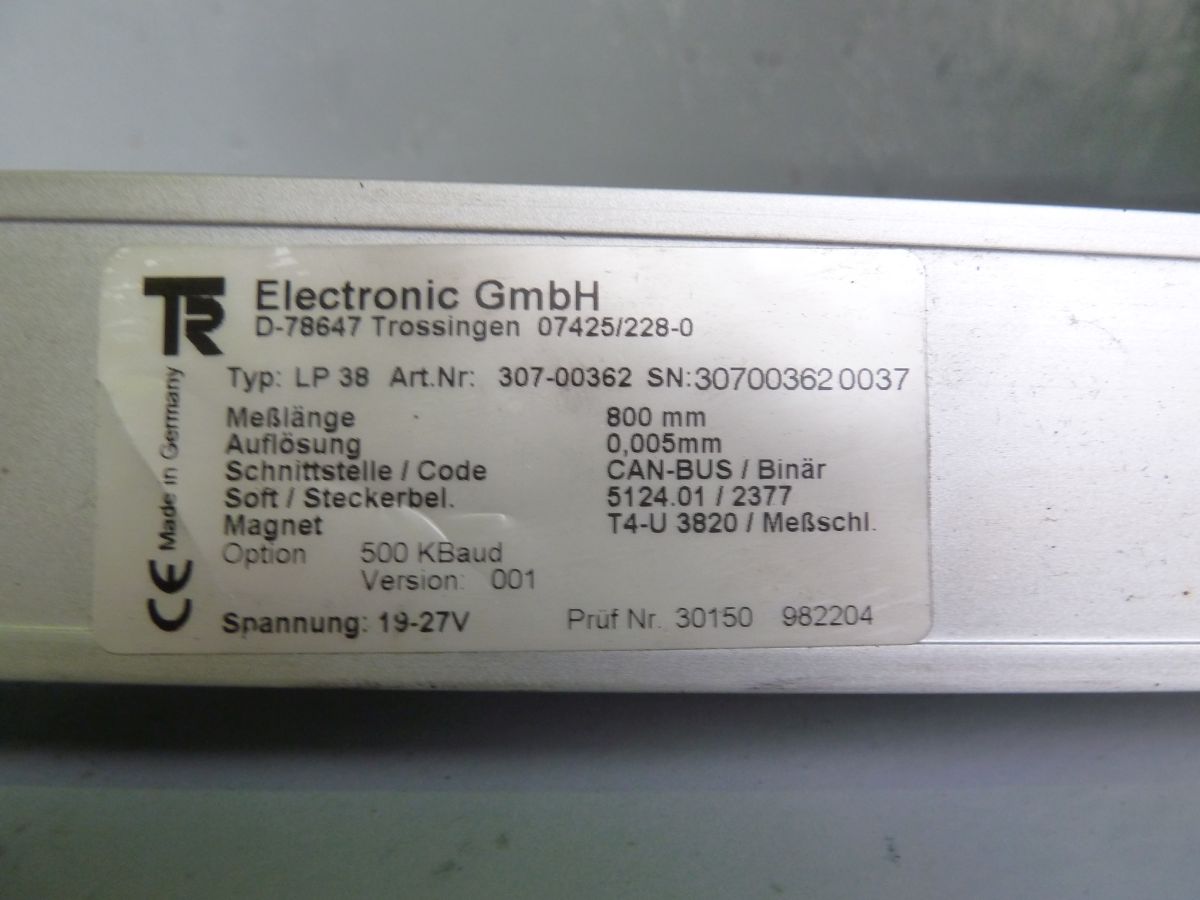 TR Electronic GmbH
D-78647 Trossingen 07425/228-0
Typ: LP 38 Art.Nr: 307-00362 SN:307003620037
Meßlänge 800 mm
Auflösung 0,005mm
Schnittstelle / Code CAN-BUS / Binär
Soft / Steckerbel. 5124.01 / 2377
Magnet T4-U 3820 / Meßschl.
Option 500 KBaud
Version: 001
Spannung: 19-27V Prüf Nr. 30150 982204
CE Made in Germany